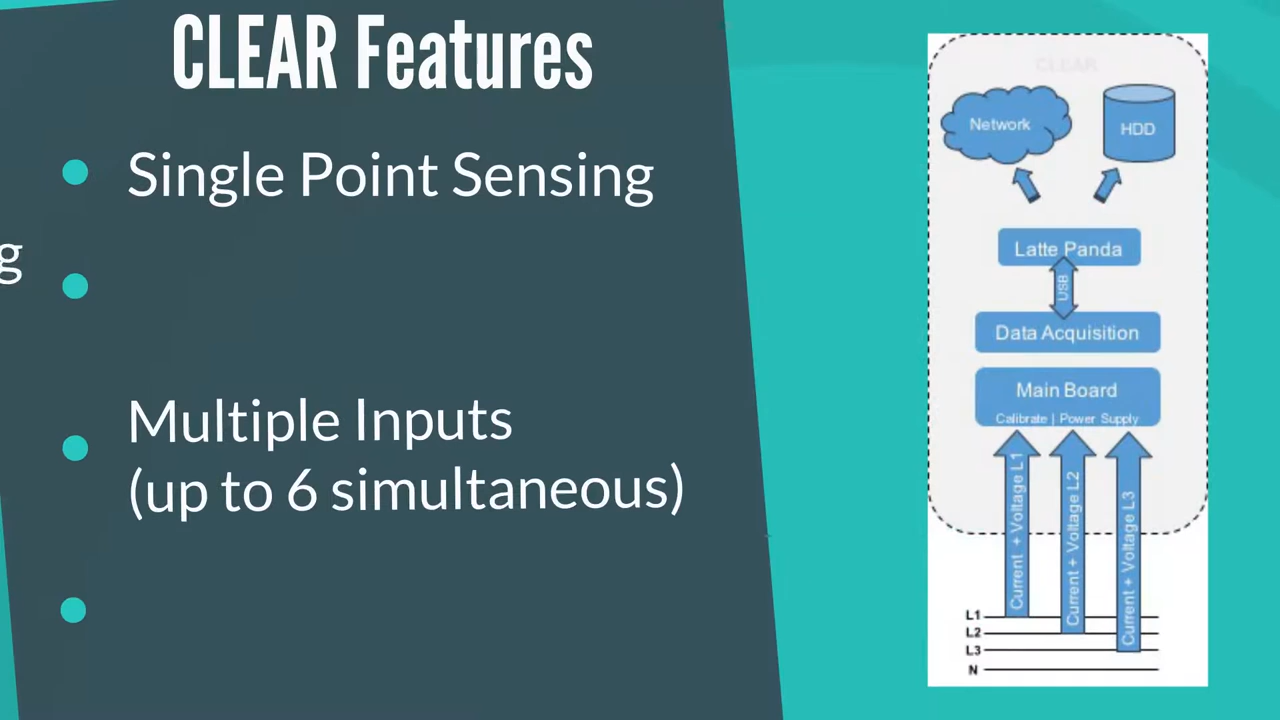 CLEAR Features
Single Point Sensing
g
Multiple Inputs
(up to 6 simultaneous)
CLEAR
Network
HDD
Latte Panda
USB
Data Acquisition
Main Board
Calibrate | Power Supply
Current + Voltage L1
Current + Voltage L2
Current + Voltage L3
L1
L2
L3
N